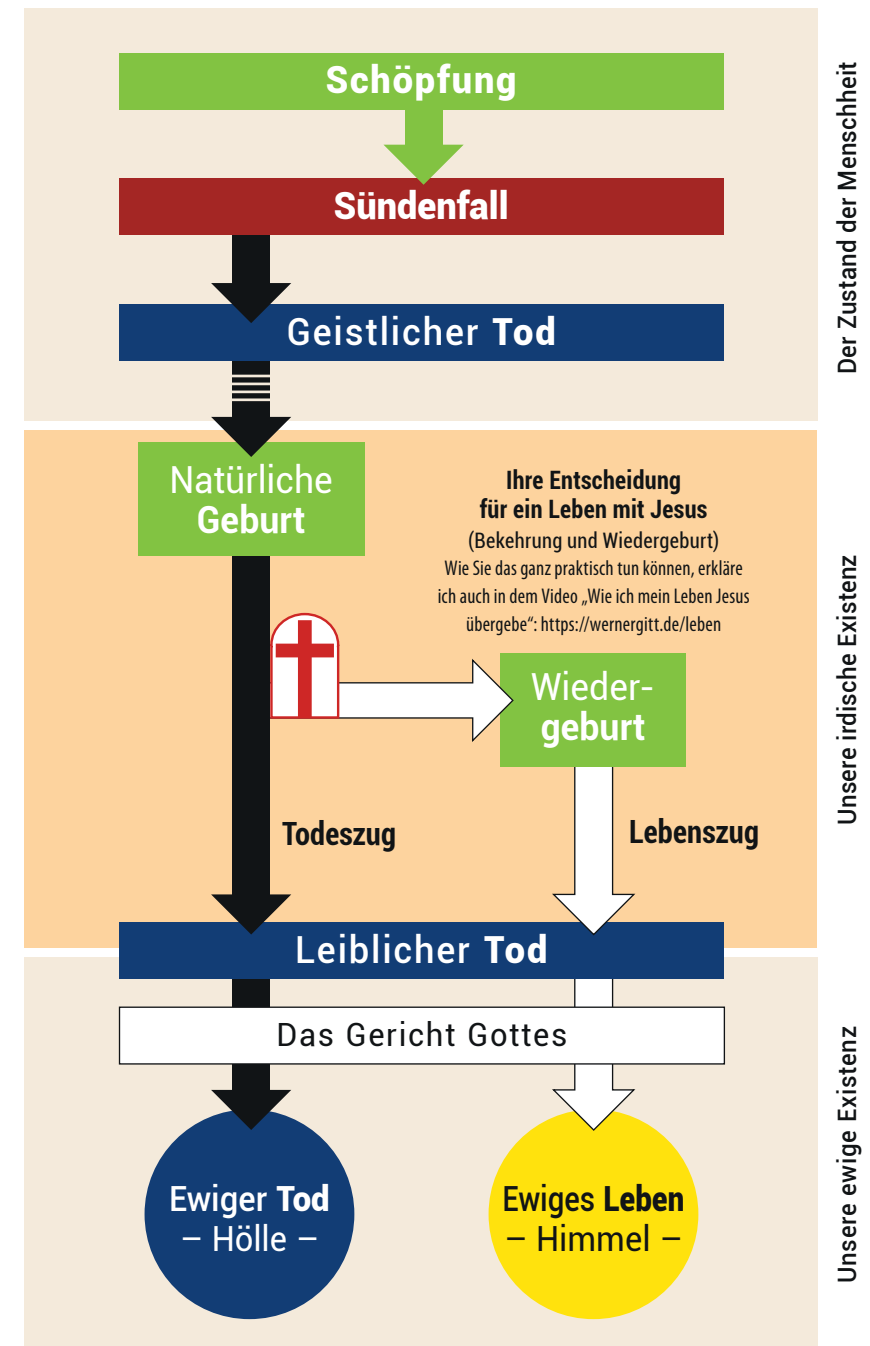 Schöpfung
Sündenfall
Geistlicher Tod
Der Zustand der Menschheit
Natürliche
Geburt
Ihre Entscheidung
für ein Leben mit Jesus
(Bekehrung und Wiedergeburt)
Wie Sie das ganz praktisch tun können, erkläre
ich auch in dem Video „Wie ich mein Leben Jesus
übergebe“: https://wernergitt.de/leben
Wieder-
geburt
Todeszug
Lebenszug
Unsere irdische Existenz
Leiblicher Tod
Das Gericht Gottes
Ewiger Tod
– Hölle –
Ewiges Leben
– Himmel –
Unsere ewige Existenz